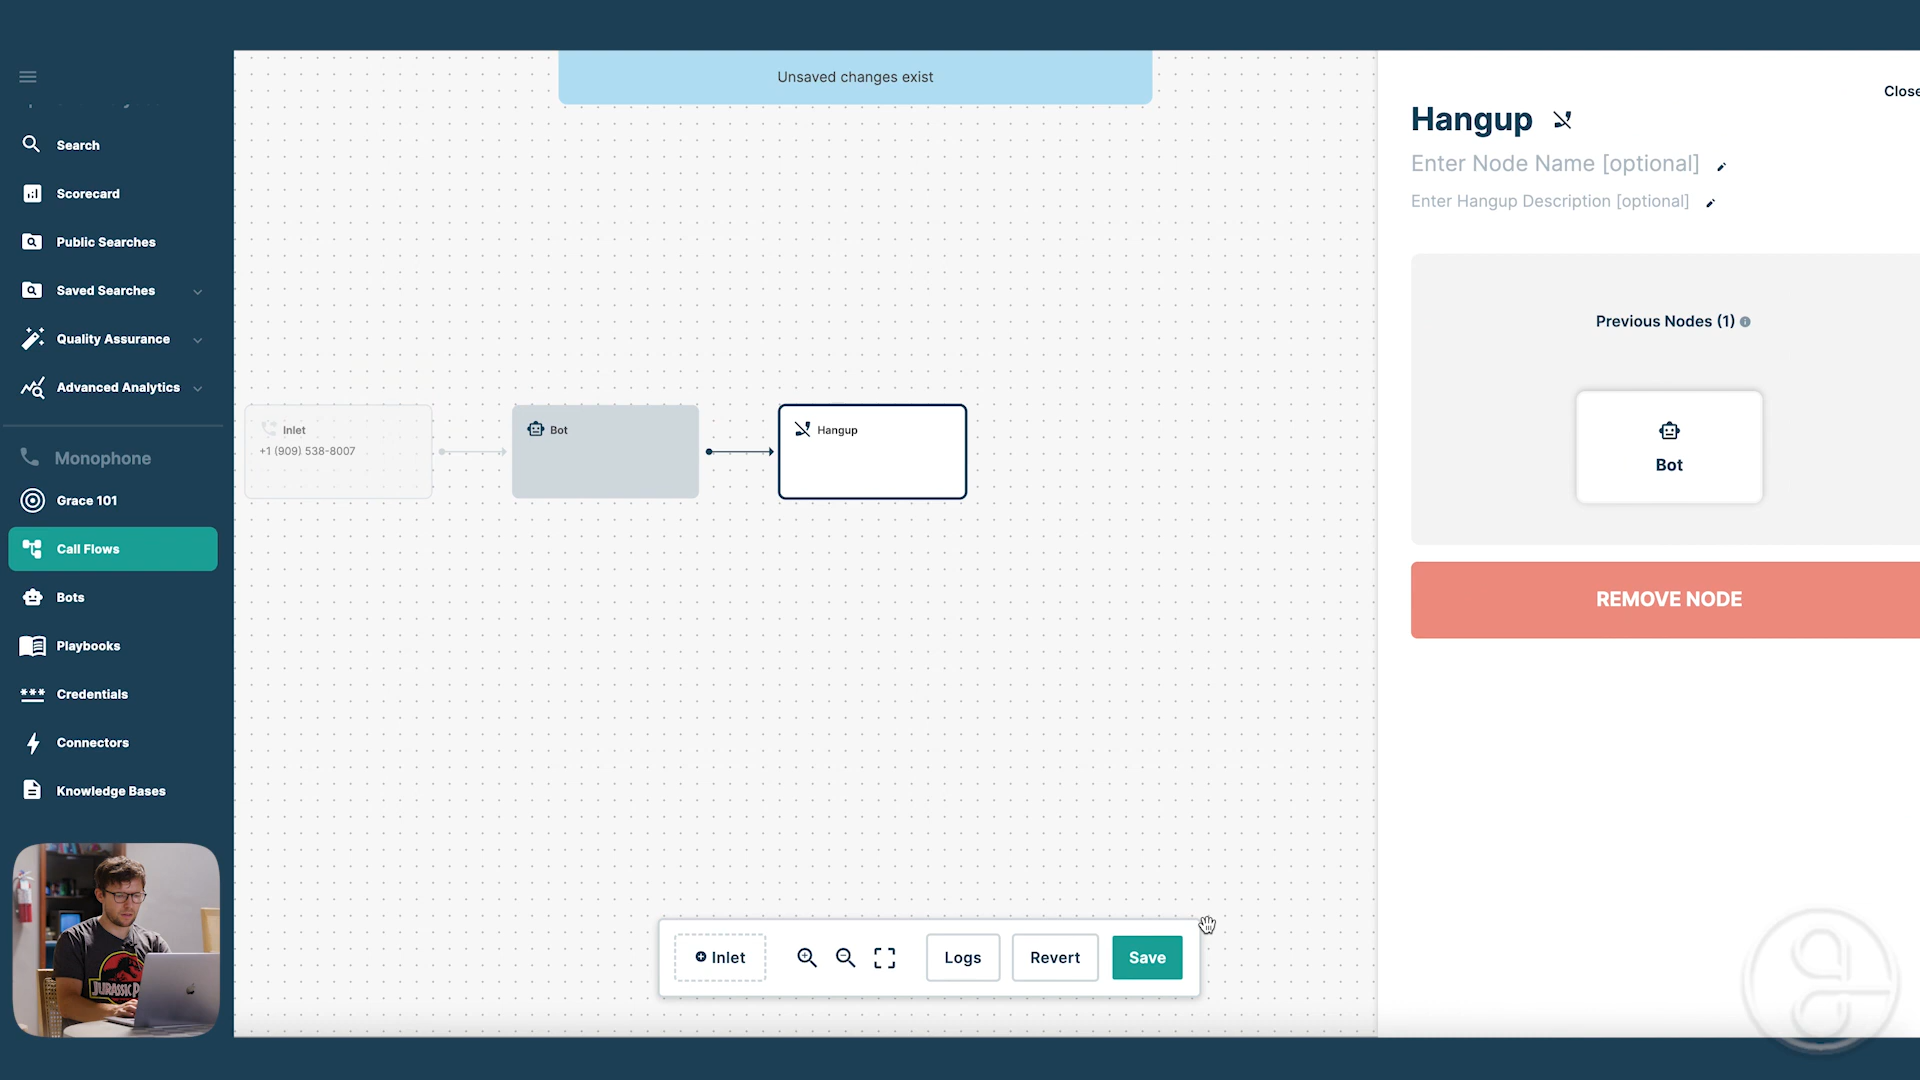 Search
Scorecard
Public Searches
Saved Searches
Quality Assurance
Advanced Analytics
Monophone
Grace 101
Call Flows
Bots
Playbooks
Credentials
Connectors
Knowledge Bases
Unsaved changes exist
Inlet
+1 (909) 538-8007
Bot
Hangup
Inlet
Logs
Revert
Save
Close
Hangup
Enter Node Name [optional]
Enter Hangup Description [optional]
Previous Nodes (1)
Bot
REMOVE NODE
JURASSIC